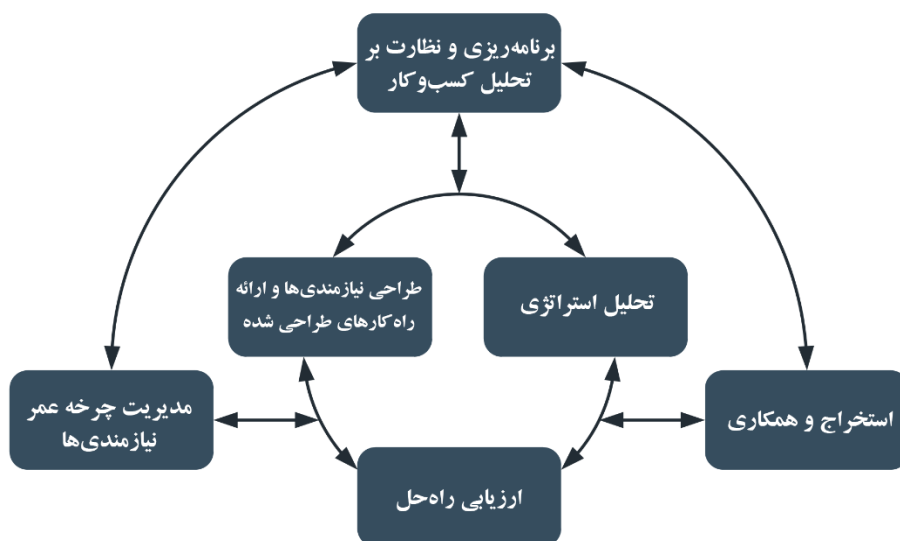 برنامه‌ریزی و نظارت بر
تحلیل کسب‌و‌کار
تحلیل استراتژی
طراحی نیازمندی‌ها و ارائه
راه‌کارهای طراحی شده
استخراج و همکاری
مدیریت چرخه عمر
نیازمندی‌ها
ارزیابی راه‌حل